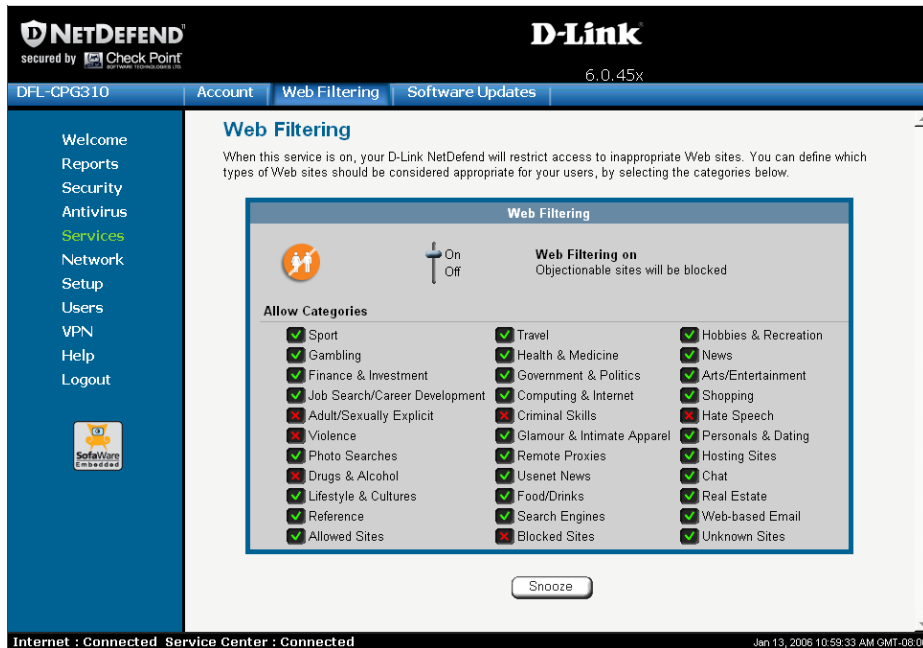 NETDEFEND
secured by Check Point
SOFTWARE TECHNOLOGIES LTD.
D-Link
6.0.45x
DFL-CPG310
Account Web Filtering Software Updates
Welcome
Reports
Security
Antivirus
Services
Network
Setup
Users
VPN
Help
Logout
SofaWare
Embedded
Web Filtering
When this service is on, your D-Link NetDefend will restrict access to inappropriate Web sites. You can define which
types of Web sites should be considered appropriate for your users, by selecting the categories below.
Web Filtering
On
Off
Web Filtering on
Objectionable sites will be blocked
Allow Categories
Sport Travel Hobbies & Recreation
Gambling Health & Medicine News
Finance & Investment Government & Politics Arts/Entertainment
Job Search/Career Development Computing & Internet Shopping
Adult/Sexually Explicit Criminal Skills Hate Speech
Violence Glamour & Intimate Apparel Personals & Dating
Photo Searches Remote Proxies Hosting Sites
Drugs & Alcohol Usenet News Chat
Lifestyle & Cultures Food/Drinks Real Estate
Reference Search Engines Web-based Email
Allowed Sites Blocked Sites Unknown Sites
Snooze
Internet : Connected Service Center : Connected
Jan 13, 2006 10:59:33 AM GMT-08:0